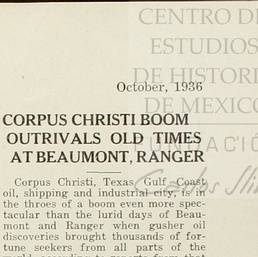 CENTRO DE
ESTUDIOS
DE HISTORI
DE MÉXICO
FUNDACIÓ
October, 1936
CORPUS CHRISTI BOOM
OUTRIVALS OLD TIMES
AT BEAUMONT, RANGER
Corpus Christi, Texas Gulf Coast
oil, shipping and industrial city, is in
the throes of a boom even more spec-
tacular than the lurid days of Beau-
mont and Ranger when gusher oil
discoveries brought thousands of for-
tune seekers from all parts of the